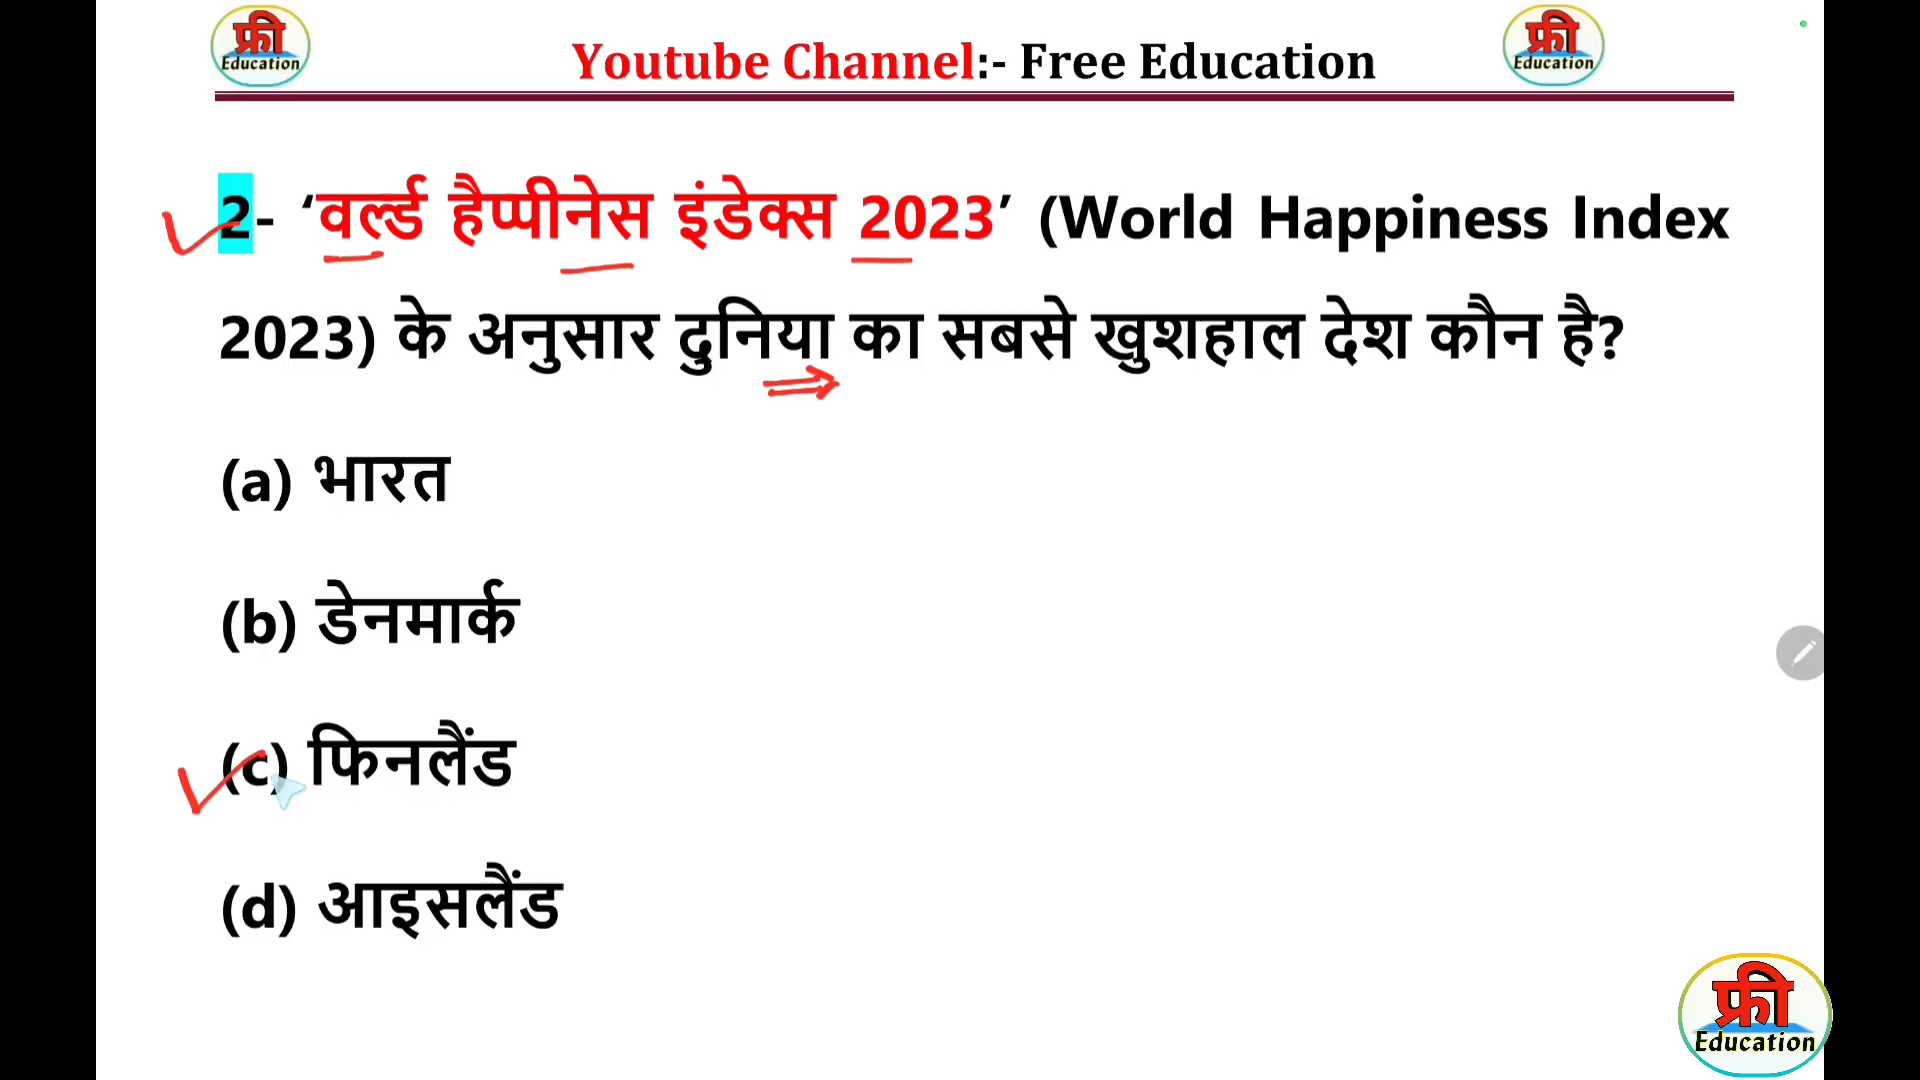 फ्री
Education
Youtube Channel:- Free Education
फ्री
Education
2- ‘वर्ल्ड हैप्पीनेस इंडेक्स 2023’ (World Happiness Index
2023) के अनुसार दुनिया का सबसे खुशहाल देश कौन है?
(a) भारत
(b) डेनमार्क
(c) फिनलैंड
(d) आइसलैंड
फ्री
Education